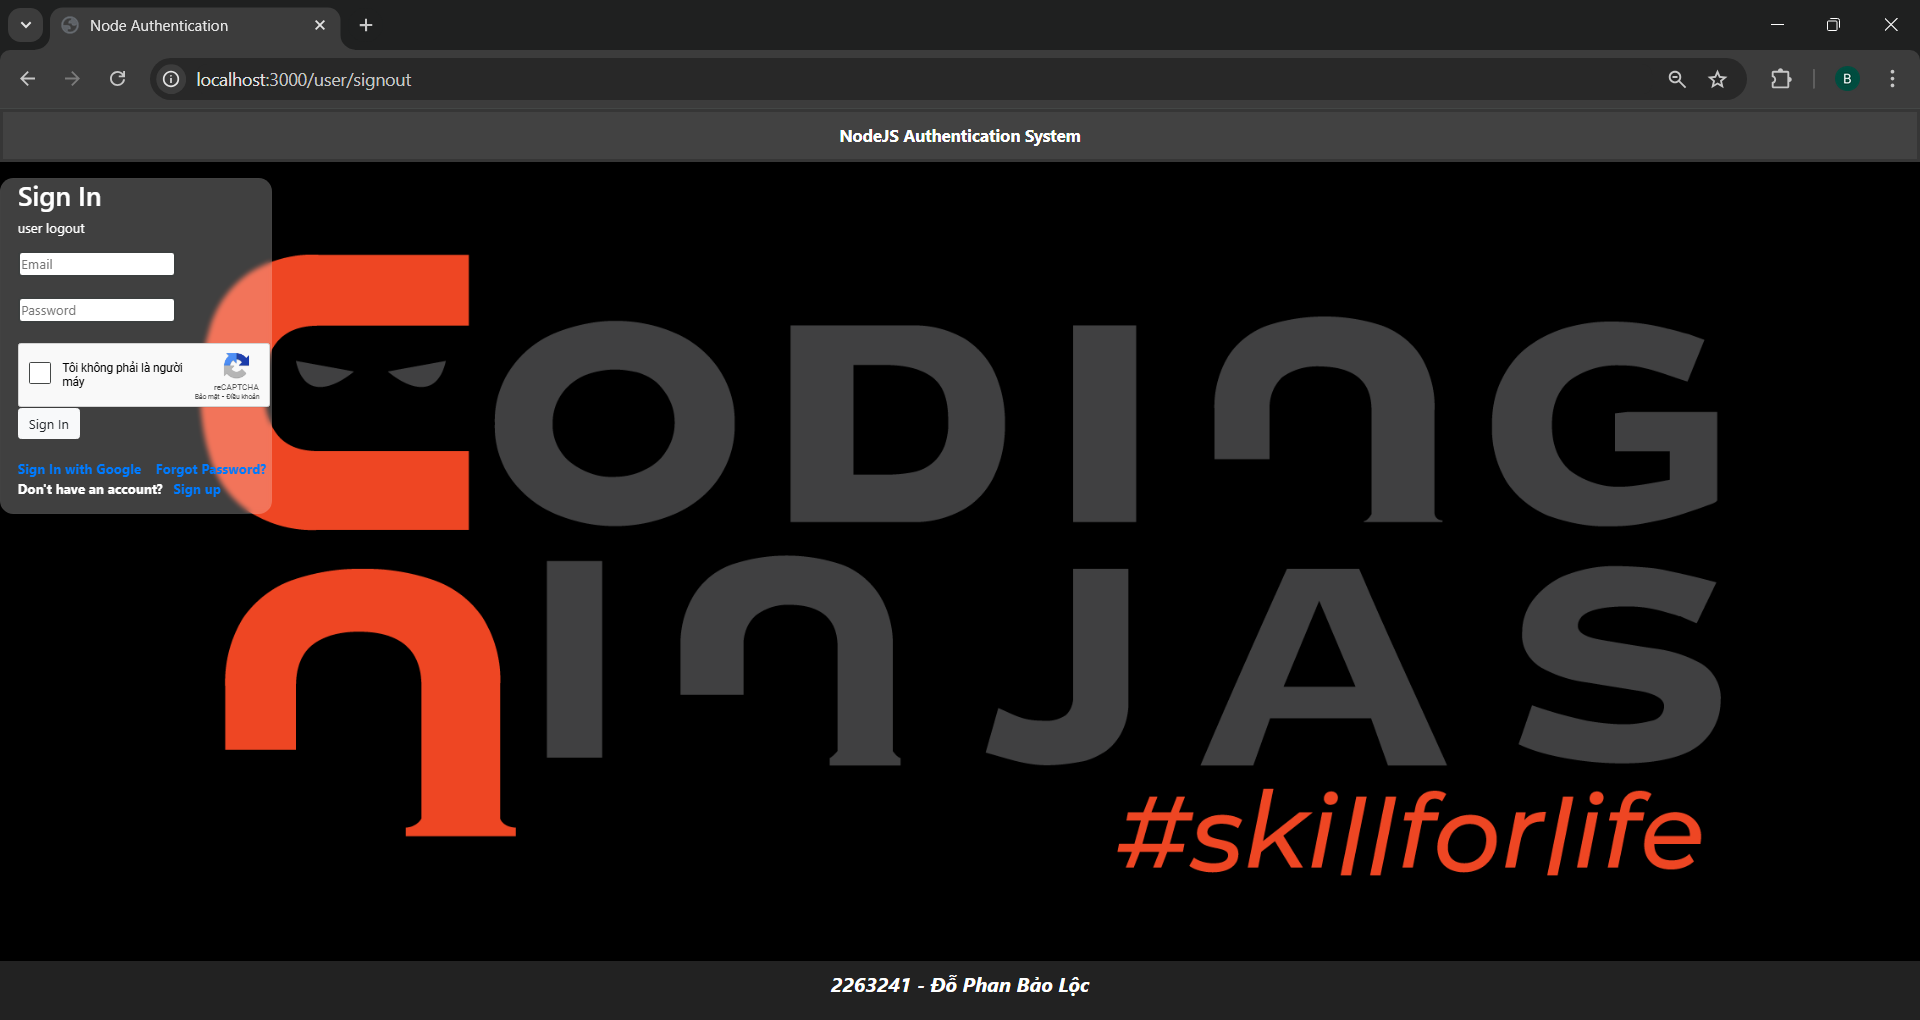 Node Authentication
localhost:3000/user/signout
B
NodeJS Authentication System
Sign In
user logout
Email
Password
Tôi không phải là người
máy
reCAPTCHA
Bảo mật - Điều khoản
Sign In
Sign In with Google Forgot Password?
Don't have an account? Sign up
CODING
NINJAS
#skillforlife
2263241 - Đỗ Phan Bảo Lộc